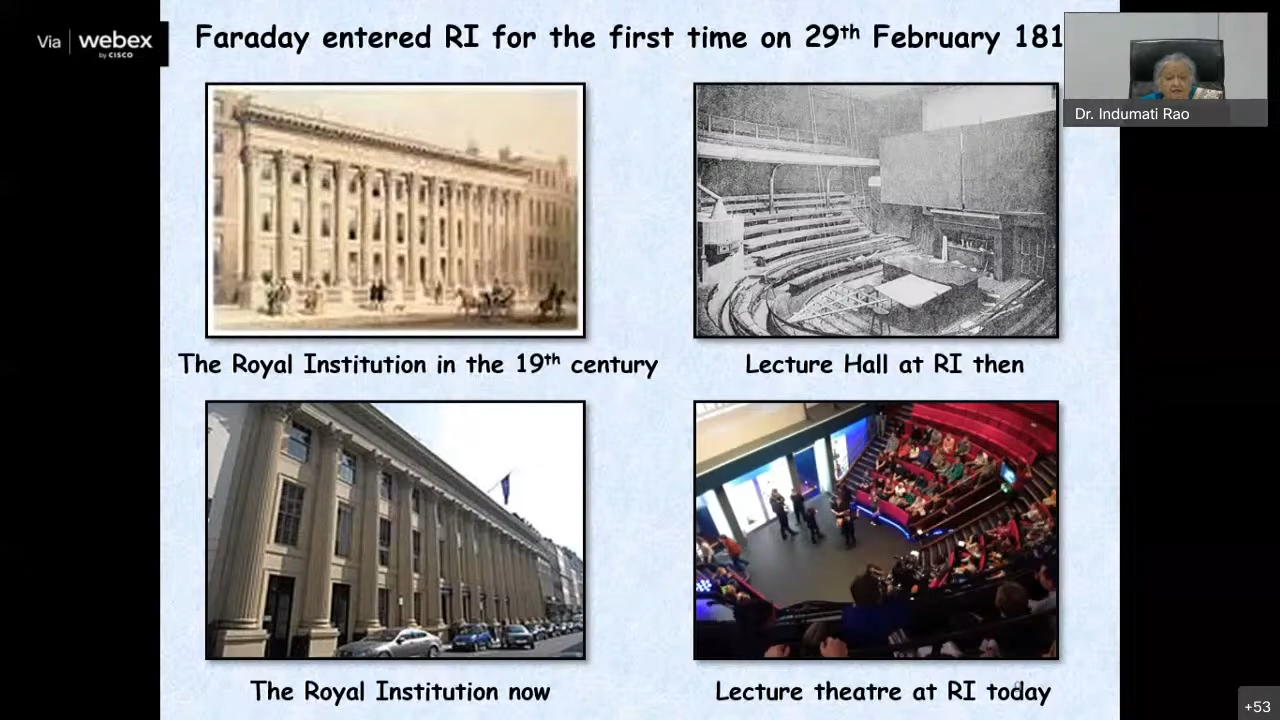 Via webex
by CISCO
Faraday entered RI for the first time on 29th February 181
Dr. Indumati Rao
The Royal Institution in the 19th century
Lecture Hall at RI then
The Royal Institution now
Lecture theatre at RI today
+53